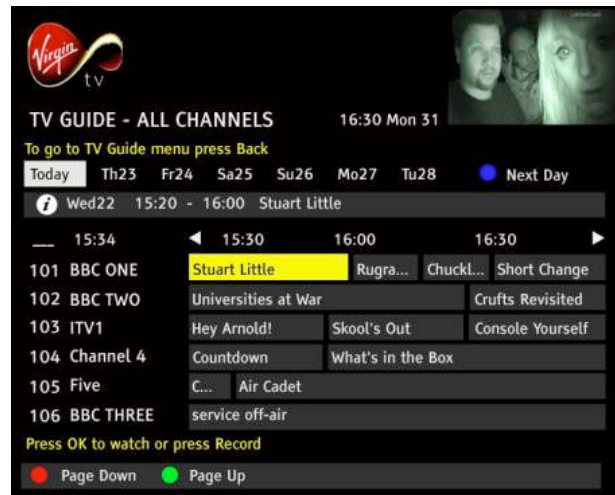 Virgin
tv
TV GUIDE - ALL CHANNELS 16:30 Mon 31
To go to TV Guide menu press Back
Today Th23 Fr24 Sa25 Su26 Mo27 Tu28 Next Day
i Wed22 15:20 - 16:00 Stuart Little
__ 15:34 15:30 16:00 16:30
101 BBC ONE Stuart Little Rugra... Chuckl... Short Change
102 BBC TWO Universities at War Crufts Revisited
103 ITV1 Hey Arnold! Skool's Out Console Yourself
104 Channel 4 Countdown What's in the Box
105 Five C... Air Cadet
106 BBC THREE service off-air
Press OK to watch or press Record
Page Down Page Up